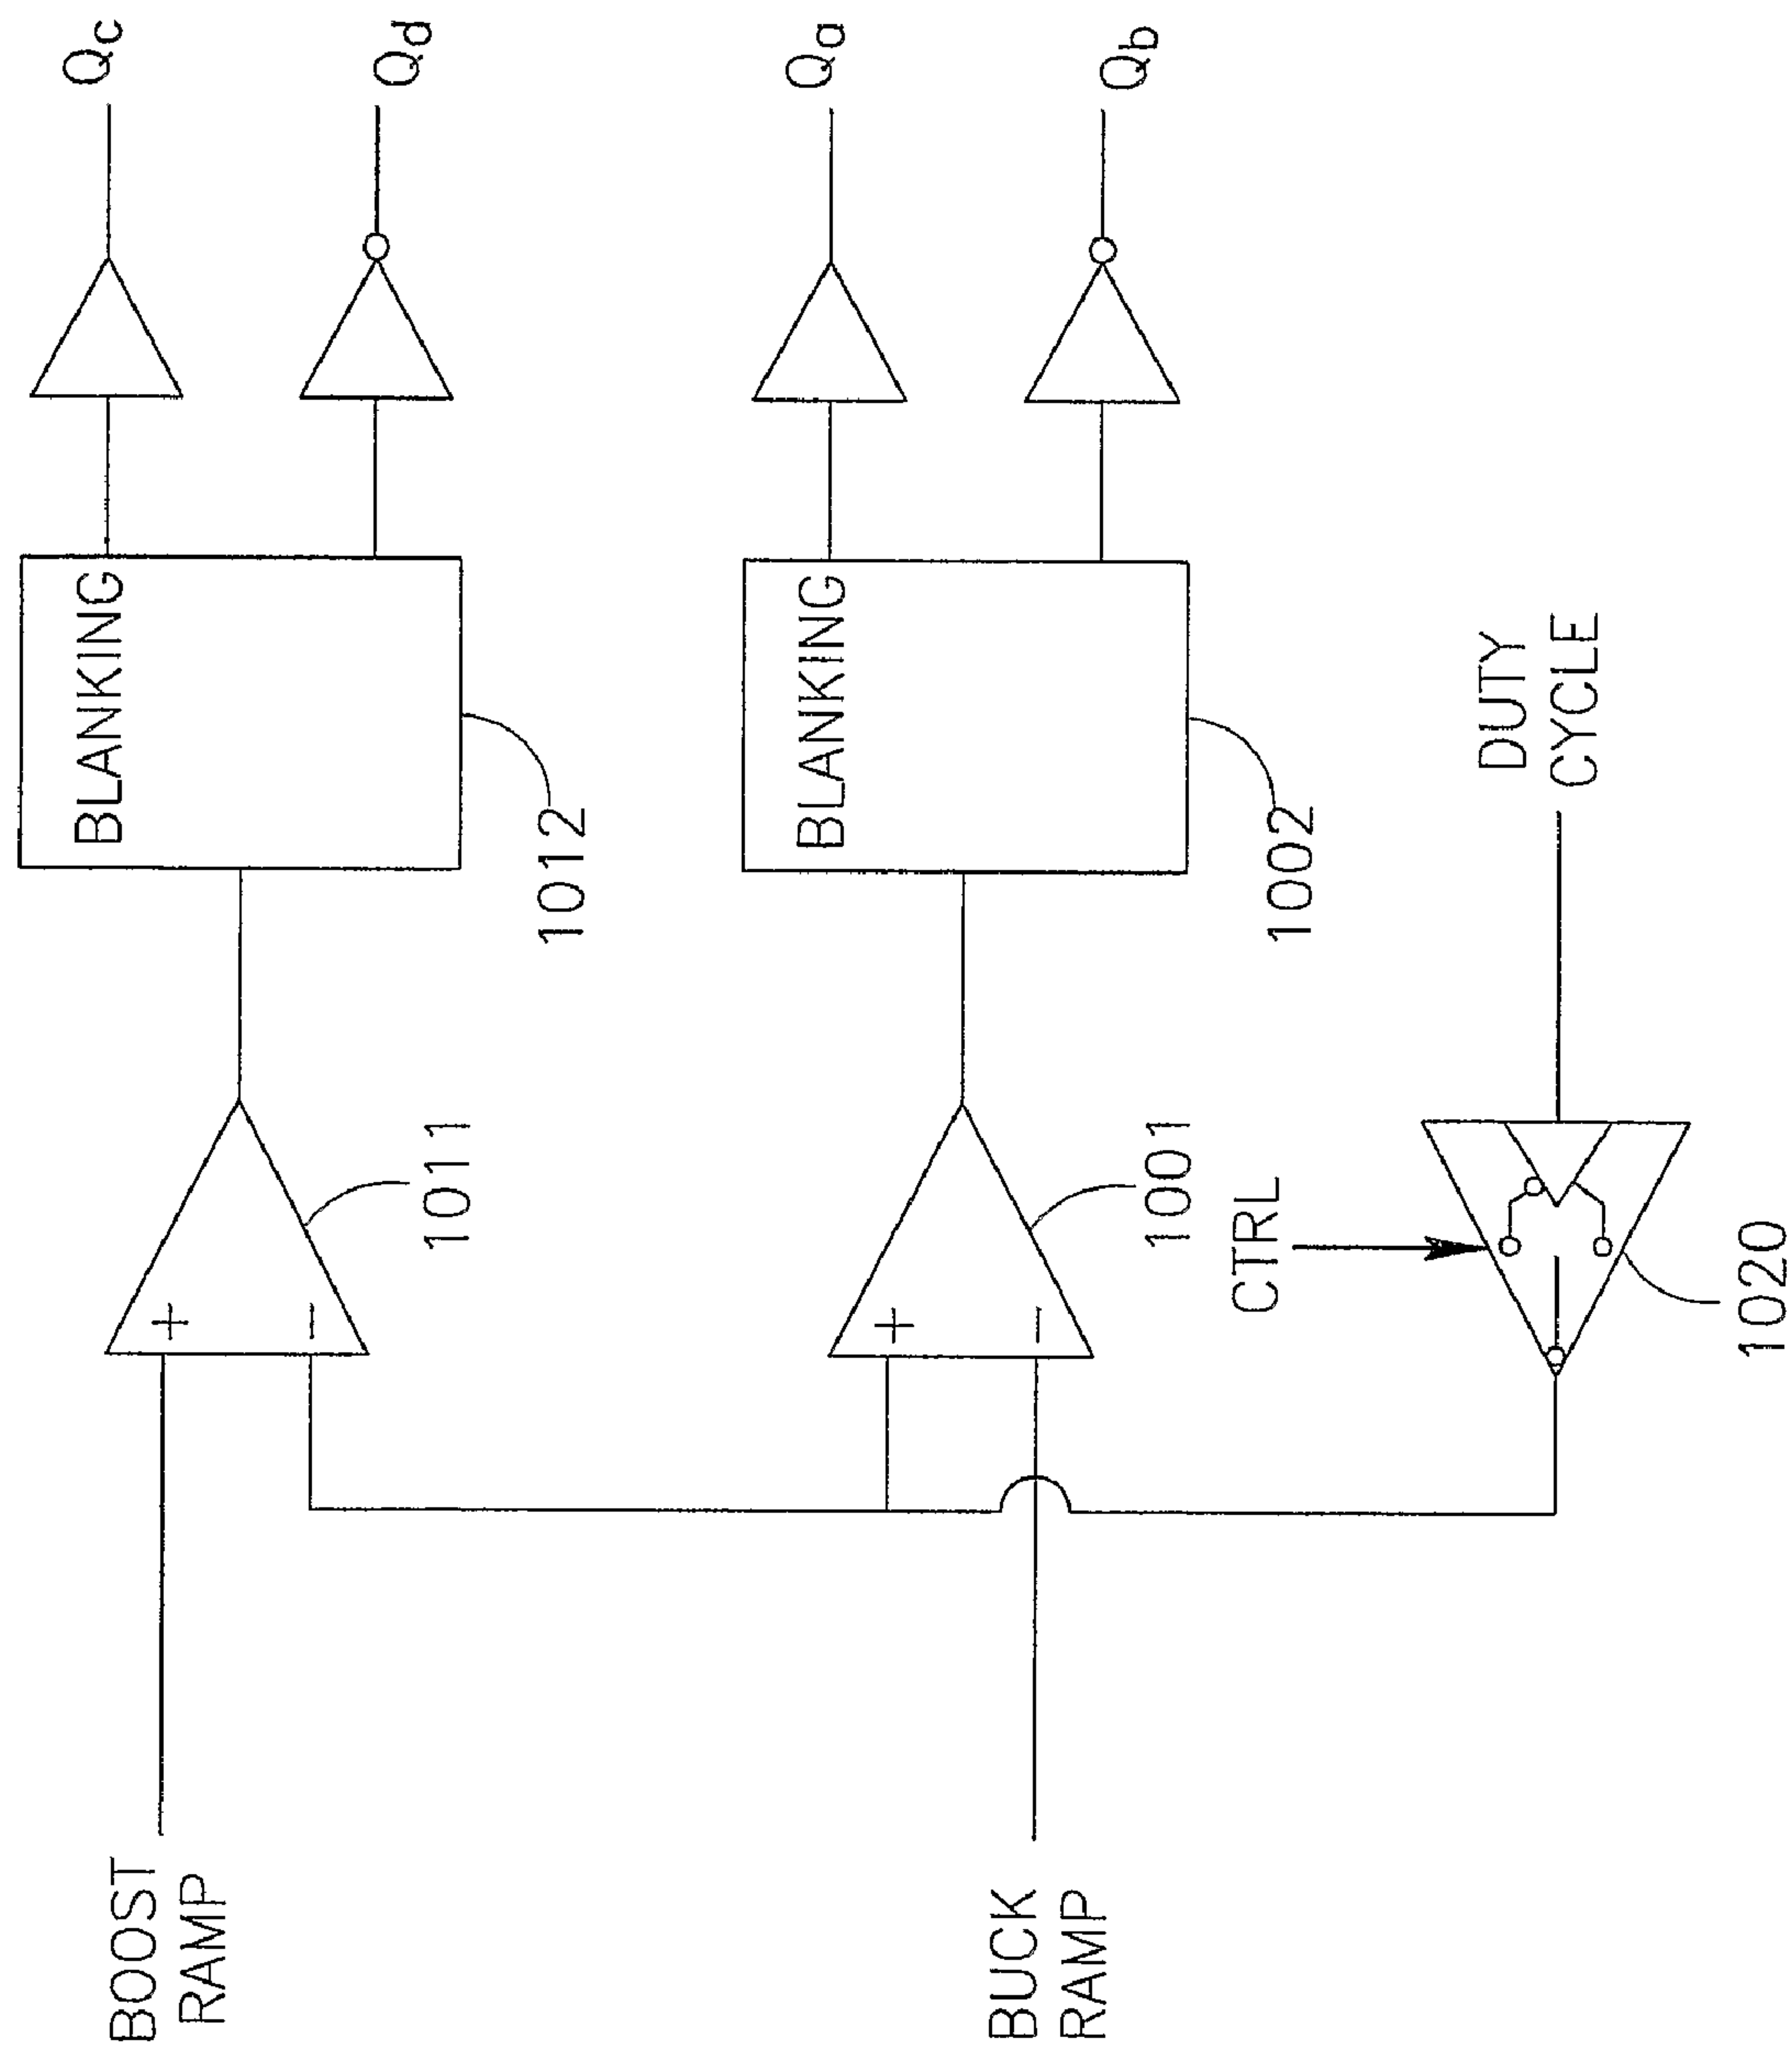 BOOST
RAMP
+
−
1011
BLANKING
1012
Qc
Qd
BUCK
RAMP
+
−
1001
BLANKING
1002
Qa
Qb
CTRL
1020
DUTY
CYCLE